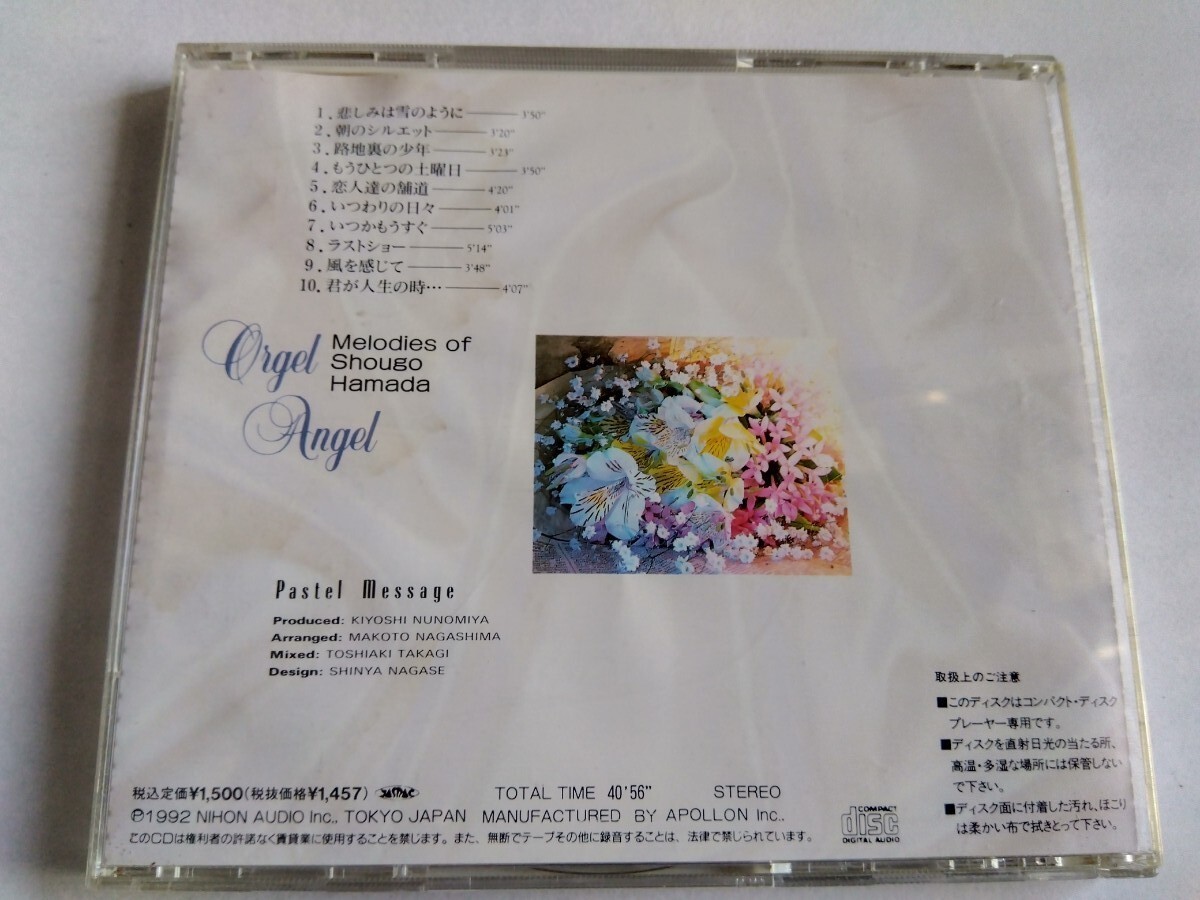 1. 悲しみは雪のように 3'50"
2. 朝のシルエット 3'20"
3. 路地裏の少年 3'23"
4. もうひとつの土曜日 3'50"
5. 恋人達の舗道 4'20"
6. いつわりの日々 4'01"
7. いつかもうすぐ 5'03"
8. ラストショー 5'14"
9. 風を感じて 3'48"
10. 君が人生の時… 4'07"
Orgel
Melodies of
Shougo
Hamada
Angel
Pastel Message
Produced: KIYOSHI NUNOMIYA
Arranged: MAKOTO NAGASHIMA
Mixed: TOSHIAKI TAKAGI
Design: SHINYA NAGASE
取扱上のご注意
■このディスクはコンパクト・ディスク
プレーヤー専用です。
■ディスクを直射日光の当たる所、
高温・多湿な場所には保管しない
で下さい。
■ディスク面に付着した汚れ、ほこり
は柔かい布で拭きとって下さい。
税込定価¥1,500(税抜価格¥1,457) TOTAL TIME 40'56" STEREO
℗1992 NIHON AUDIO Inc., TOKYO JAPAN MANUFACTURED BY APOLLON Inc..
このCDは権利者の許諾なく賃貸業に使用することを禁じます。また、無断でテープその他に録音することは、法律で禁じられています。
COMPACT
disc
DIGITAL AUDIO